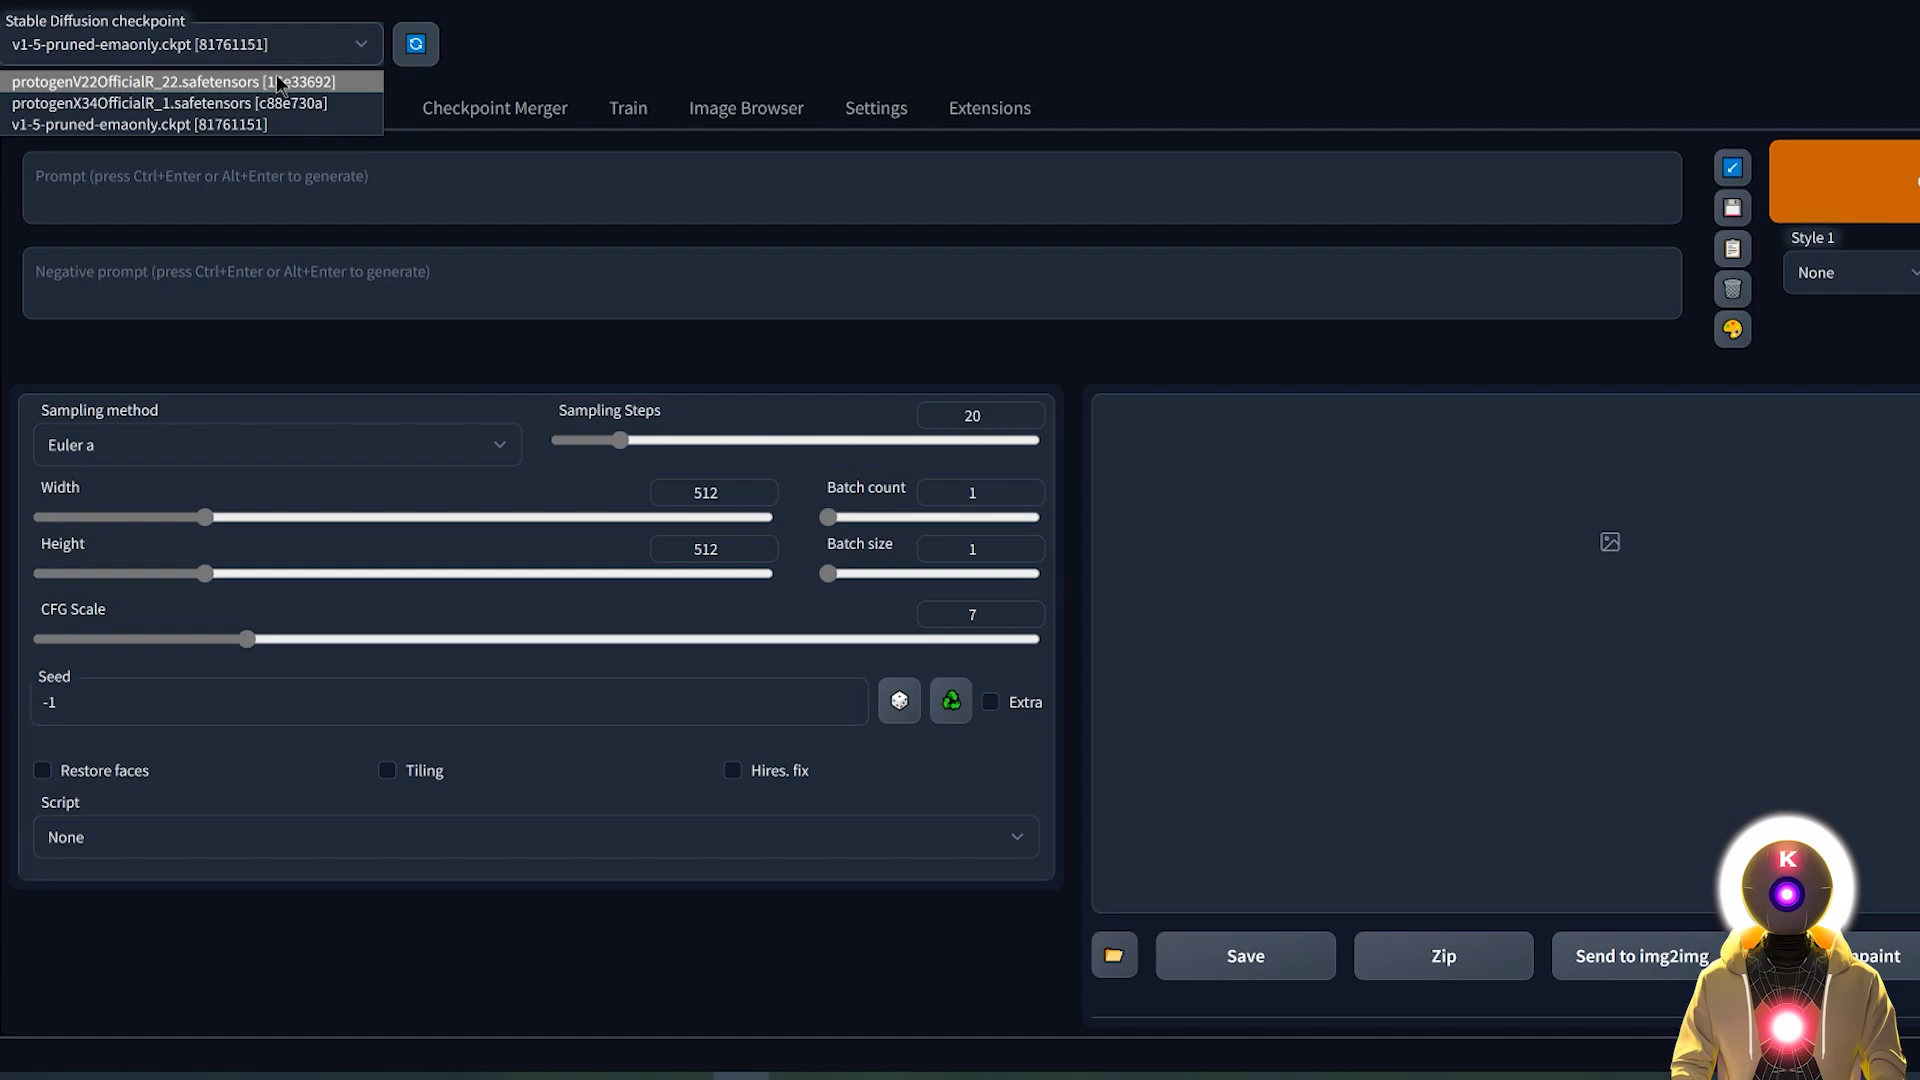 Stable Diffusion checkpoint
v1-5-pruned-emaonly.ckpt [81761151]
protogenV22OfficialR_22.safetensors
protogenX34OfficialR_1.safetensors [c88e730a]
v1-5-pruned-emaonly.ckpt [81761151]
Checkpoint Merger
Train
Image Browser
Settings
Extensions
Prompt (press Ctrl+Enter or Alt+Enter to generate)
Negative prompt (press Ctrl+Enter or Alt+Enter to generate)
Style 1
None
Sampling method
Euler a
Sampling Steps
20
Width
512
Batch count
1
Height
512
Batch size
1
CFG Scale
7
Seed
-1
Extra
Restore faces
Tiling
Hires. fix
Script
None
Save
Zip
Send to img2img
K